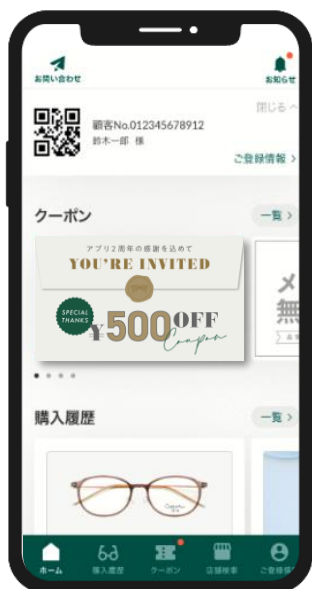 お問い合わせ
お知らせ
閉じる
顧客No.012345678912
鈴木一郎 様
ご登録情報
クーポン
一覧
アプリ2周年の感謝を込めて
YOU'RE INVITED
SPECIAL
THANKS
¥500OFF
Coupon
メ
無
購入履歴
一覧
ホーム
購入履歴
クーポン
店舗検索
ご登録情